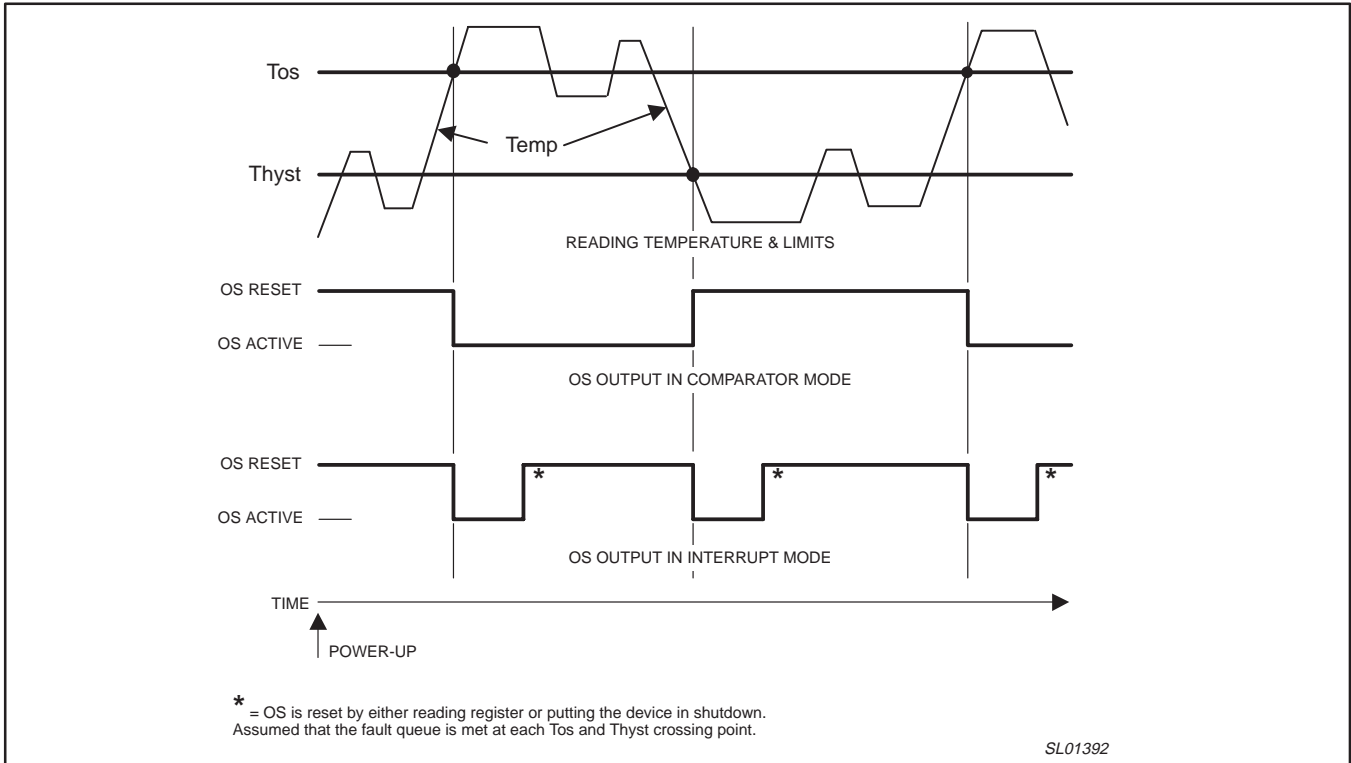 Tos
Temp
Thyst
READING TEMPERATURE & LIMITS
OS RESET
OS ACTIVE
OS OUTPUT IN COMPARATOR MODE
OS RESET
*
*
*
OS ACTIVE
OS OUTPUT IN INTERRUPT MODE
TIME
POWER-UP
* = OS is reset by either reading register or putting the device in shutdown.
Assumed that the fault queue is met at each Tos and Thyst crossing point.
SL01392